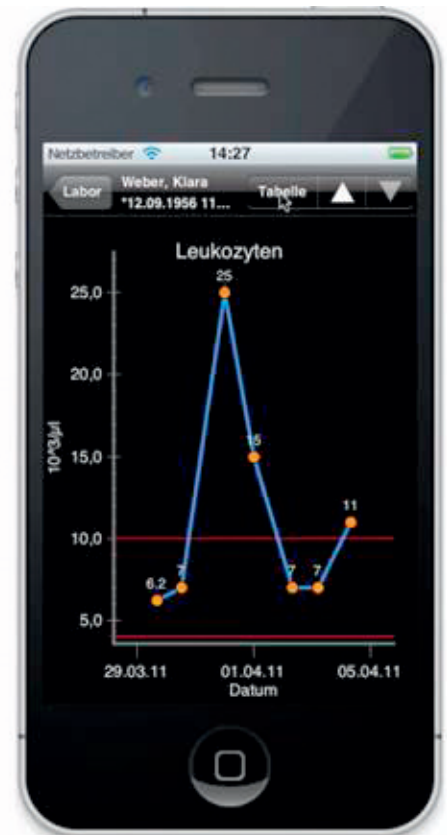 Netzbetreiber 14:27
Labor
Weber, Klara
*12.09.1956 11...
Tabelle
Leukozyten
25
25,0
20,0
15
15,0
10^3/µl
11
10,0
6.2 7 7 7
5,0
29.03.11 01.04.11 05.04.11
Datum